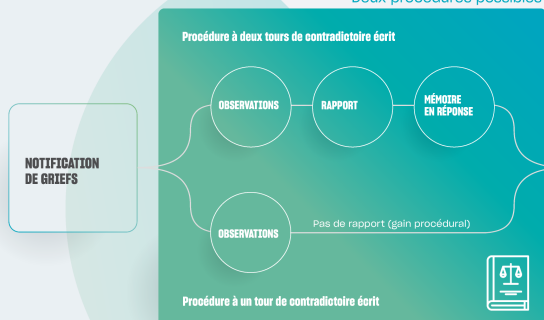 Deux procédures possibles
Procédure à deux tours de contradictoire écrit
OBSERVATIONS
RAPPORT
MÉMOIRE
EN RÉPONSE
NOTIFICATION
DE GRIEFS
Pas de rapport (gain procédural)
OBSERVATIONS
Procédure à un tour de contradictoire écrit